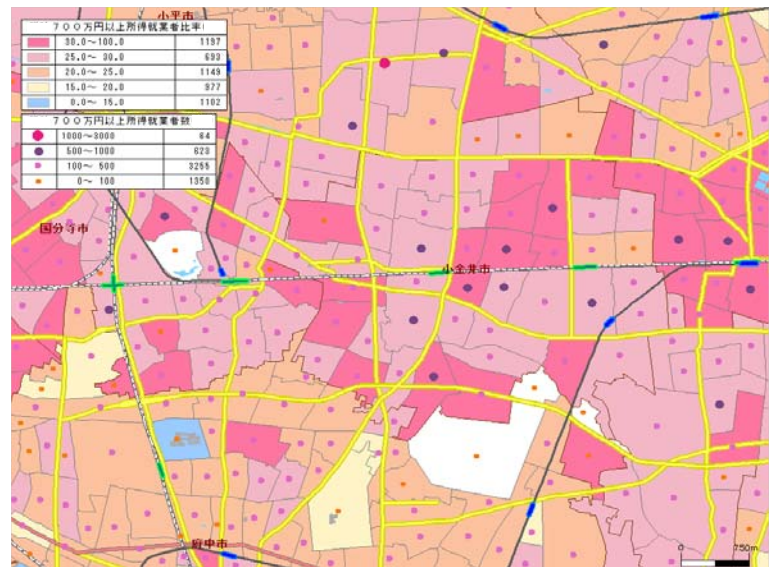 小平市
７００万円以上所得就業者比率
30.0～100.0 1197
25.0～ 30.0 693
20.0～ 25.0 1149
15.0～ 20.0 977
0.0～ 15.0 1102
７００万円以上所得就業者数
1000～3000 64
500～1000 623
100～ 500 3255
0～ 100 1350
国分寺市
小金井市
府中市
0 750m